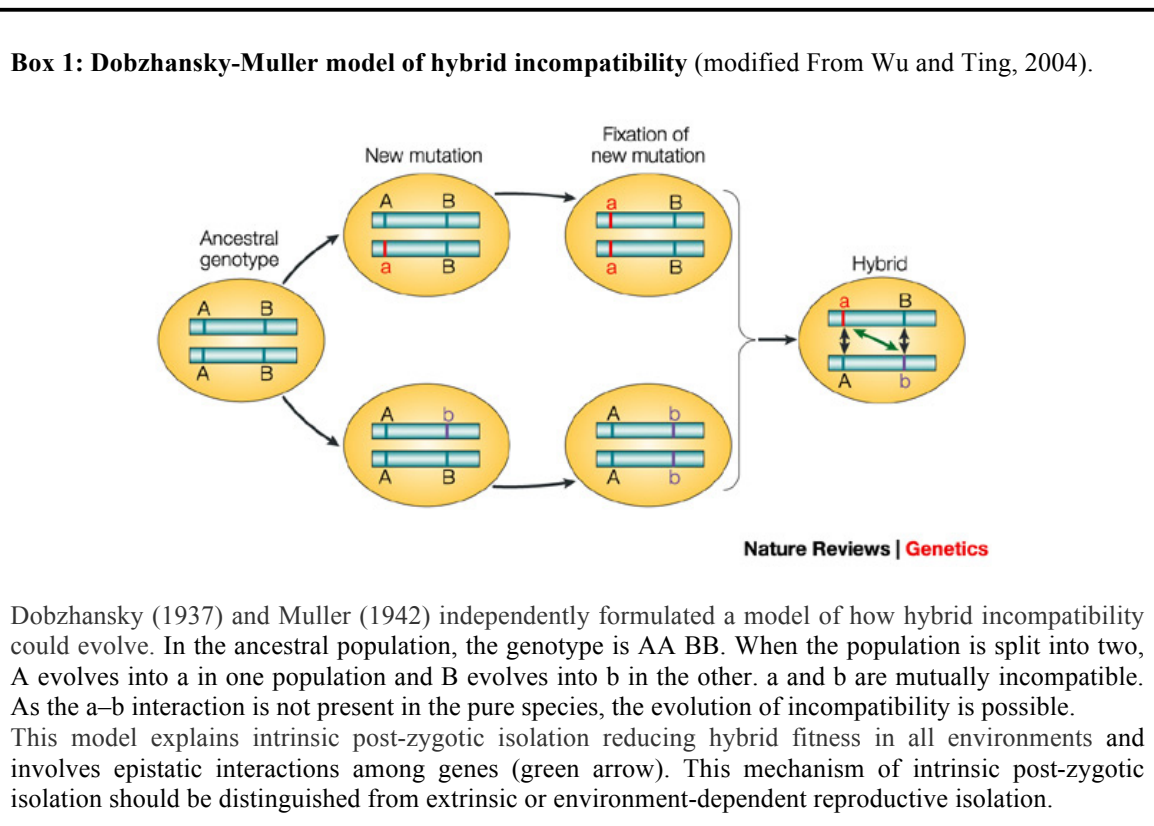 Box 1: Dobzhansky-Muller model of hybrid incompatibility (modified From Wu and Ting, 2004).
Fixation of
new mutation
New mutation
A B
a B
a B
a B
Ancestral
genotype
A B
A B
Hybrid
a B
A b
A b
A B
A b
A b
Nature Reviews | Genetics
Dobzhansky (1937) and Muller (1942) independently formulated a model of how hybrid incompatibility
could evolve. In the ancestral population, the genotype is AA BB. When the population is split into two,
A evolves into a in one population and B evolves into b in the other. a and b are mutually incompatible.
As the a–b interaction is not present in the pure species, the evolution of incompatibility is possible.
This model explains intrinsic post-zygotic isolation reducing hybrid fitness in all environments and
involves epistatic interactions among genes (green arrow). This mechanism of intrinsic post-zygotic
isolation should be distinguished from extrinsic or environment-dependent reproductive isolation.